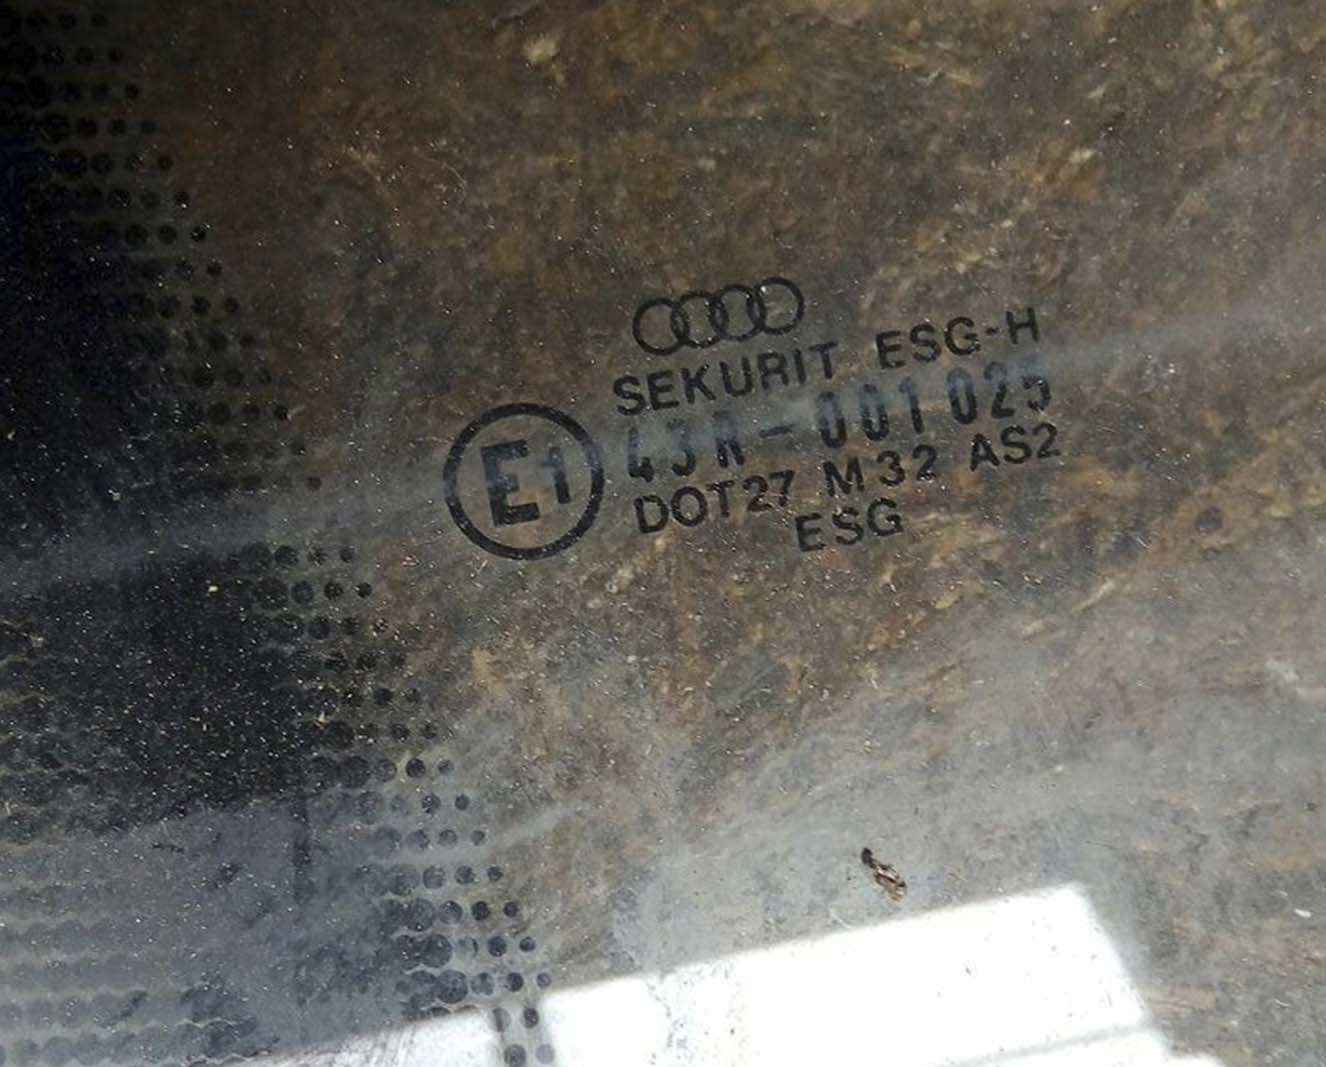 SEKURIT ESG-H
43R-001025
E1
DOT27 M32 AS2
ESG